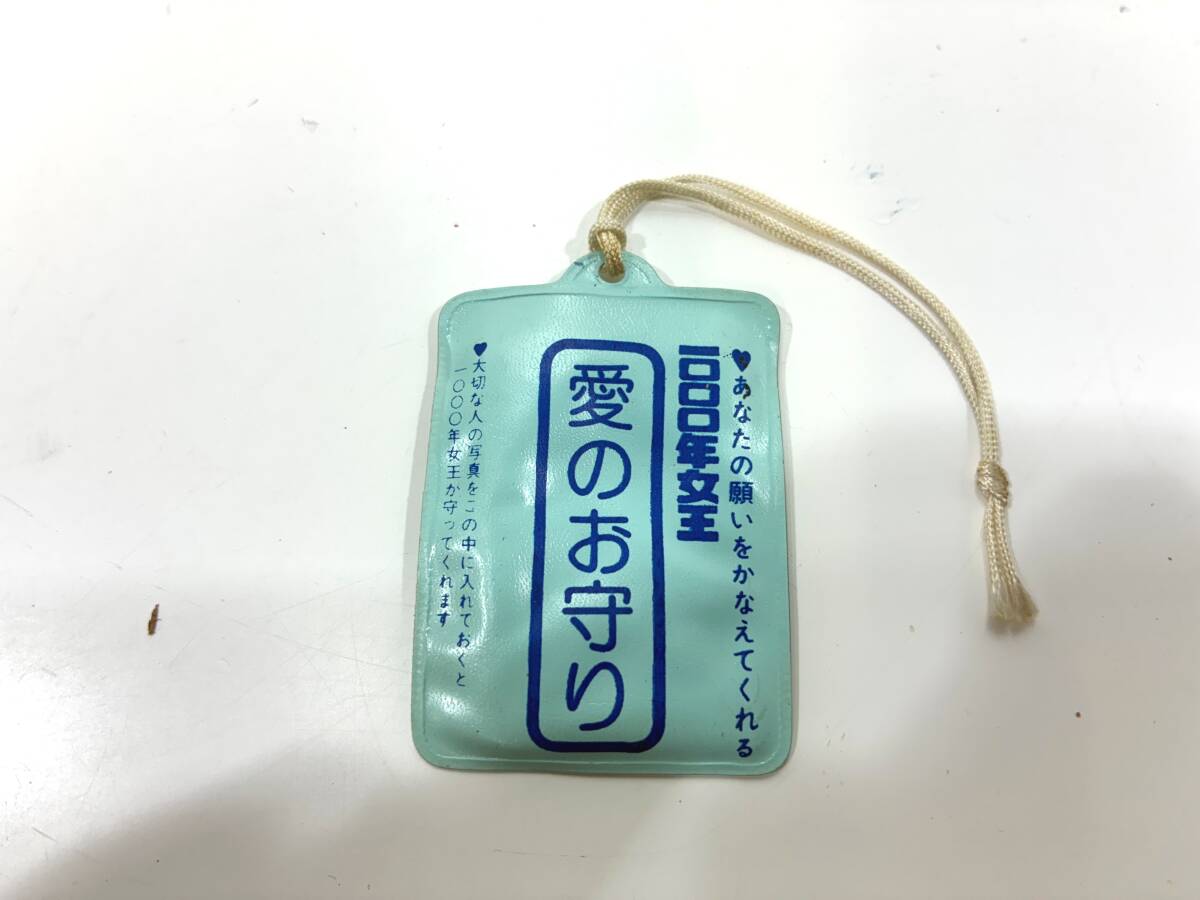 ♥あなたの願いをかなえてくれる
一〇〇〇年女王
愛のお守り
♥大切な人の写真をこの中に入れておくと
一〇〇〇年女王が守ってくれます